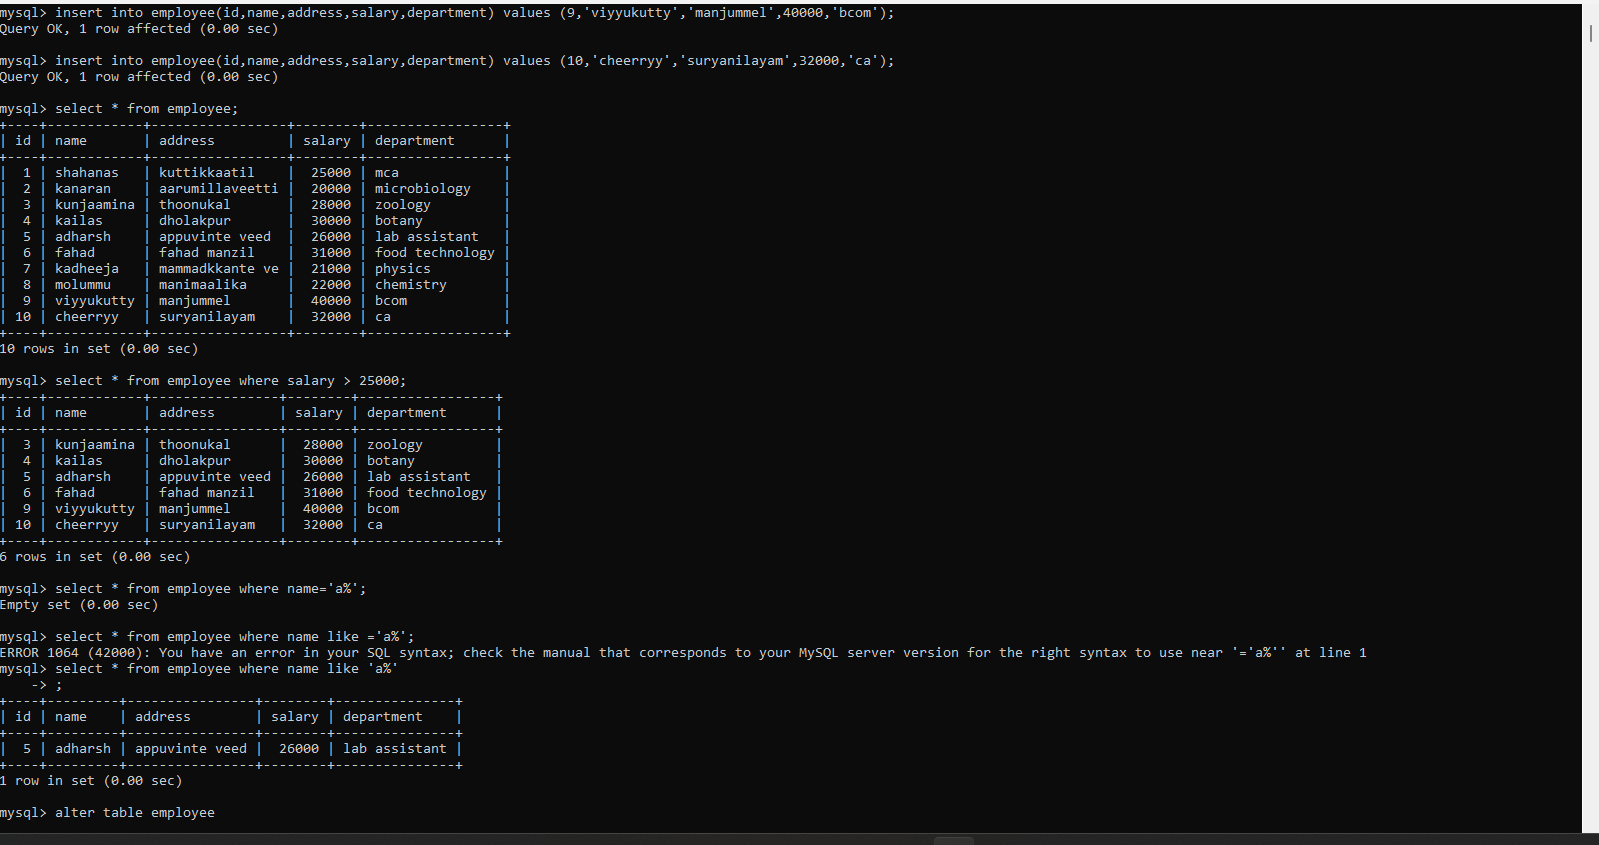 mysql> insert into employee(id,name,address,salary,department) values (9,'viyyukutty','manjummel',40000,'bcom');
Query OK, 1 row affected (0.00 sec)

mysql> insert into employee(id,name,address,salary,department) values (10,'cheerryy','suryanilayam',32000,'ca');
Query OK, 1 row affected (0.00 sec)

mysql> select * from employee;
+----+------------+-----------------+--------+-----------------+
| id | name       | address         | salary | department      |
+----+------------+-----------------+--------+-----------------+
|  1 | shahanas   | kuttikkaatil    |  25000 | mca             |
|  2 | kanaran    | aarumillaveetti |  20000 | microbiology    |
|  3 | kunjaamina | thoonukal       |  28000 | zoology         |
|  4 | kailas     | dholakpur       |  30000 | botany          |
|  5 | adharsh    | appuvinte veed  |  26000 | lab assistant   |
|  6 | fahad      | fahad manzil    |  31000 | food technology |
|  7 | kadheeja   | mammadkkante ve |  21000 | physics         |
|  8 | molummu    | manimaalika     |  22000 | chemistry       |
|  9 | viyyukutty | manjummel       |  40000 | bcom            |
| 10 | cheerryy   | suryanilayam    |  32000 | ca              |
+----+------------+-----------------+--------+-----------------+
10 rows in set (0.00 sec)

mysql> select * from employee where salary > 25000;
+----+------------+----------------+--------+-----------------+
| id | name       | address        | salary | department      |
+----+------------+----------------+--------+-----------------+
|  3 | kunjaamina | thoonukal      |  28000 | zoology         |
|  4 | kailas     | dholakpur      |  30000 | botany          |
|  5 | adharsh    | appuvinte veed |  26000 | lab assistant   |
|  6 | fahad      | fahad manzil   |  31000 | food technology |
|  9 | viyyukutty | manjummel      |  40000 | bcom            |
| 10 | cheerryy   | suryanilayam   |  32000 | ca              |
+----+------------+----------------+--------+-----------------+
6 rows in set (0.00 sec)

mysql> select * from employee where name='a%';
Empty set (0.00 sec)

mysql> select * from employee where name like ='a%';
ERROR 1064 (42000): You have an error in your SQL syntax; check the manual that corresponds to your MySQL server version for the right syntax to use near '='a%'' at line 1
mysql> select * from employee where name like 'a%'
    -> ;
+----+---------+----------------+--------+---------------+
| id | name    | address        | salary | department    |
+----+---------+----------------+--------+---------------+
|  5 | adharsh | appuvinte veed |  26000 | lab assistant |
+----+---------+----------------+--------+---------------+
1 row in set (0.00 sec)

mysql> alter table employee